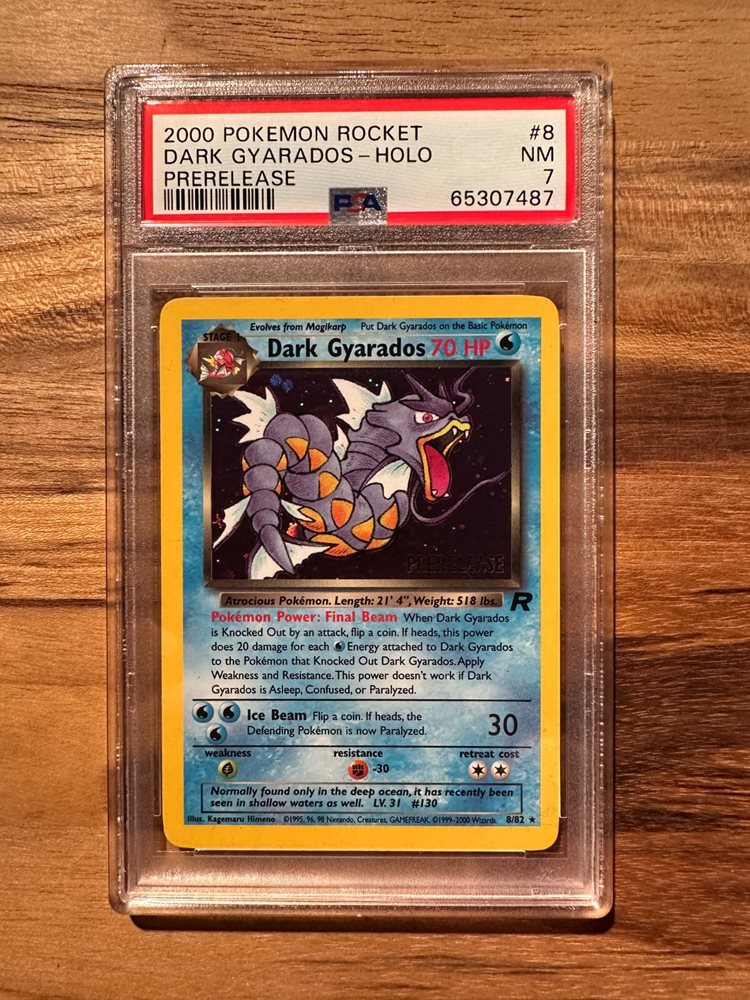 2000 POKEMON ROCKET #8
DARK GYARADOS - HOLO NM
PRERELEASE 7
PSA 65307487
Evolves from Magikarp Put Dark Gyarados on the Basic Pokémon
STAGE 1
Dark Gyarados 70 HP
PRERELEASE
Atrocious Pokémon. Length: 21' 4", Weight: 518 lbs. R
Pokémon Power: Final Beam When Dark Gyarados
is Knocked Out by an attack, flip a coin. If heads, this power
does 20 damage for each Energy attached to Dark Gyarados
to the Pokémon that Knocked Out Dark Gyarados. Apply
Weakness and Resistance. This power doesn't work if Dark
Gyarados is Asleep, Confused, or Paralyzed.
Ice Beam Flip a coin. If heads, the 30
Defending Pokémon is now Paralyzed.
weakness resistance retreat cost
-30
Normally found only in the deep ocean, it has recently been
seen in shallow waters as well. LV. 31 #130
Illus. Kagemaru Himeno ©1995, 96, 98 Nintendo, Creatures, GAMEFREAK. ©1999-2000 Wizards. 8/82 ★